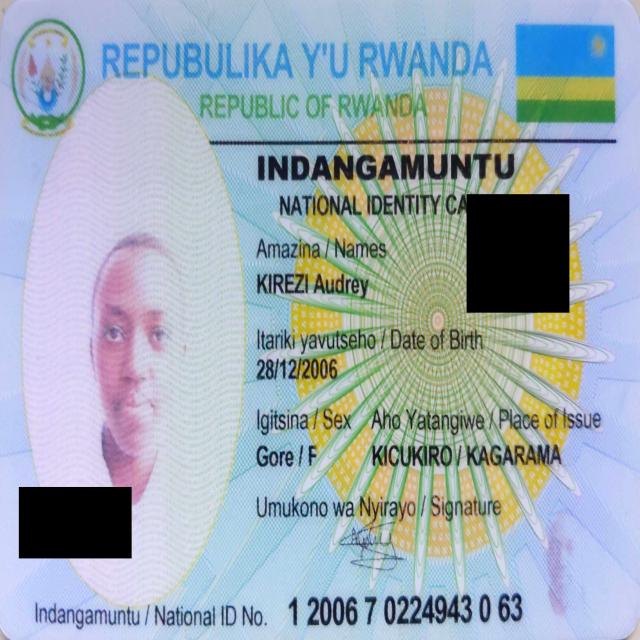 REPUBULIKA Y'U RWANDA
REPUBLIC OF RWANDA
INDANGAMUNTU
NATIONAL IDENTITY CA
Amazina / Names
KIREZI Audrey
Itariki yavutseho / Date of Birth
28/12/2006
Igitsina / Sex Aho Yatangiwe / Place of Issue
Gore / F KICUKIRO / KAGARAMA
Umukono wa Nyirayo / Signature
Indangamuntu / National ID No. 1 2006 7 0224943 0 63